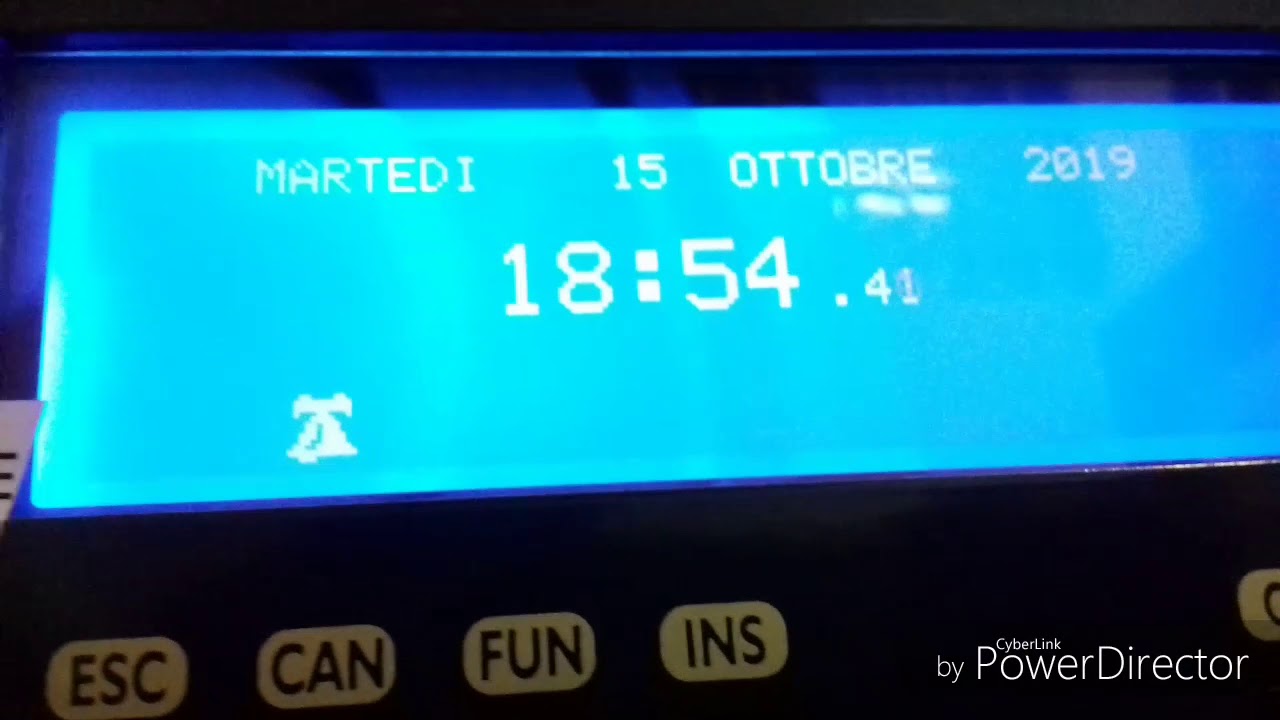 MARTEDI 15 OTTOBRE 2019
18:54.41
ESC CAN FUN INS
CyberLink
by PowerDirector